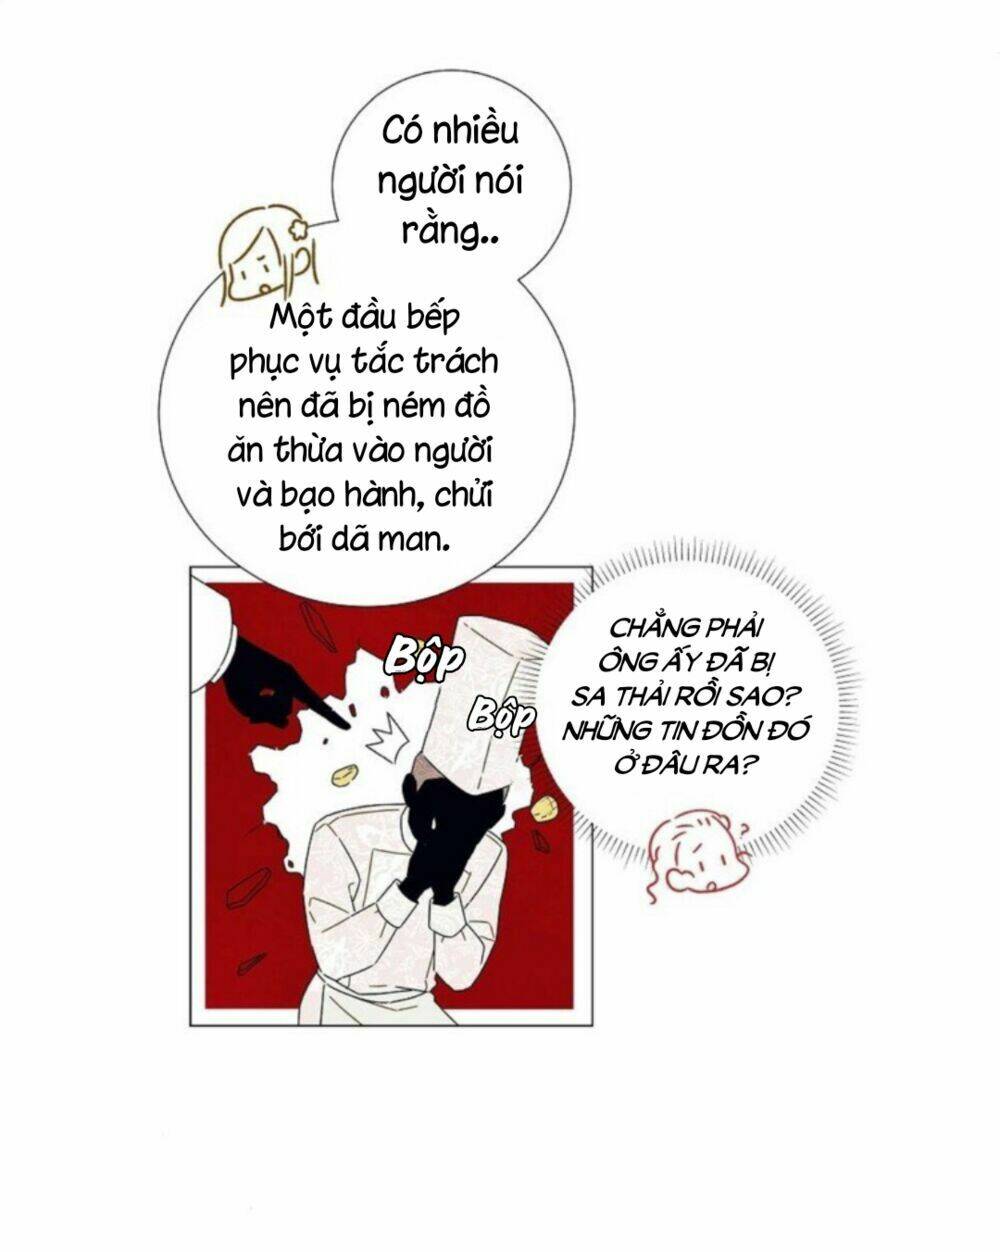 Có nhiều
người nói
rằng..
Một đầu bếp
phục vụ tắc trách
nên đã bị ném đồ
ăn thừa vào người
và bạo hành, chửi
bới dã man.
Bộp
Bộp
CHẲNG PHẢI
ÔNG ẤY ĐÃ BỊ
SA THẢI RỒI SAO?
NHỮNG TIN ĐỒN ĐÓ
Ở ĐÂU RA?